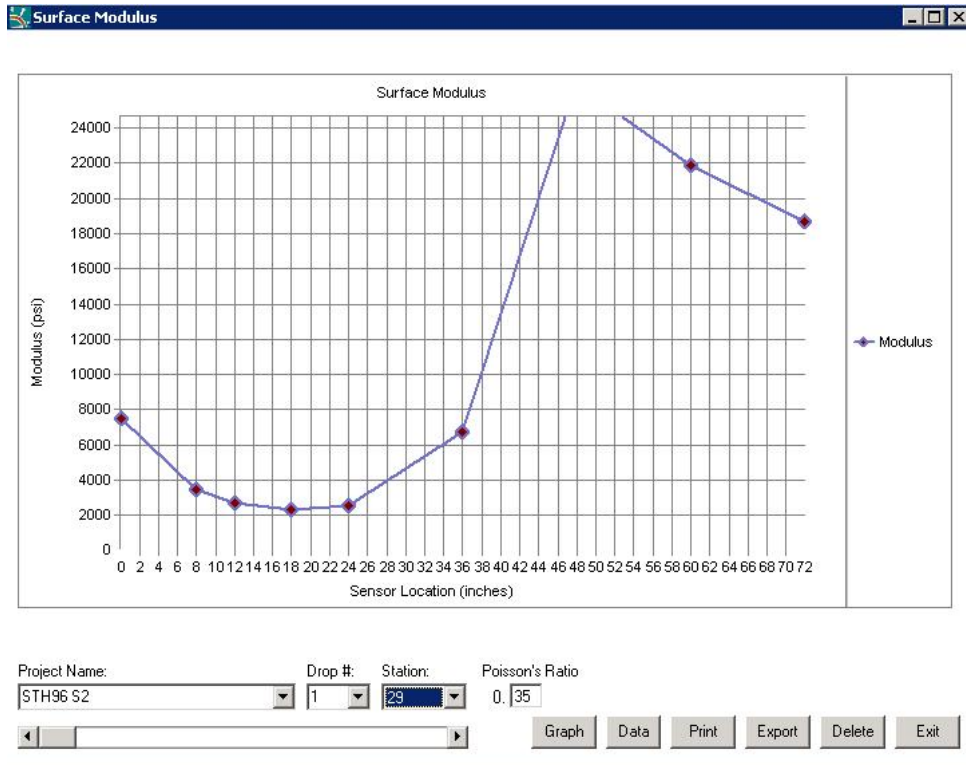 Surface Modulus
Surface Modulus
24000
22000
20000
18000
16000
14000
12000
10000
8000
6000
4000
2000
0
Modulus (psi)
Modulus
0 2 4 6 8 10 12 14 16 18 20 22 24 26 28 30 32 34 36 38 40 42 44 46 48 50 52 54 56 58 60 62 64 66 68 70 72
Sensor Location (inches)
Project Name: Drop #: Station: Poisson's Ratio
STH96 S2 1 29 0. 35
Graph Data Print Export Delete Exit